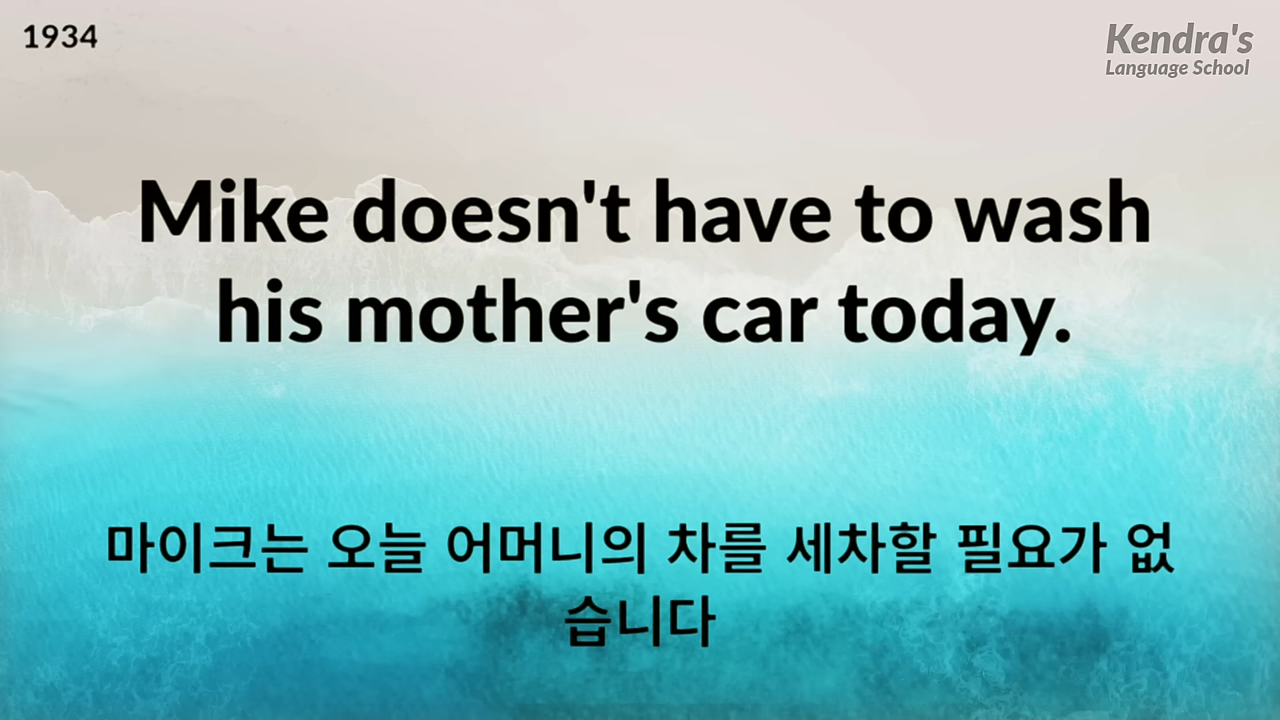 1934
Kendra's
Language School
Mike doesn't have to wash
his mother's car today.
마이크는 오늘 어머니의 차를 세차할 필요가 없
습니다